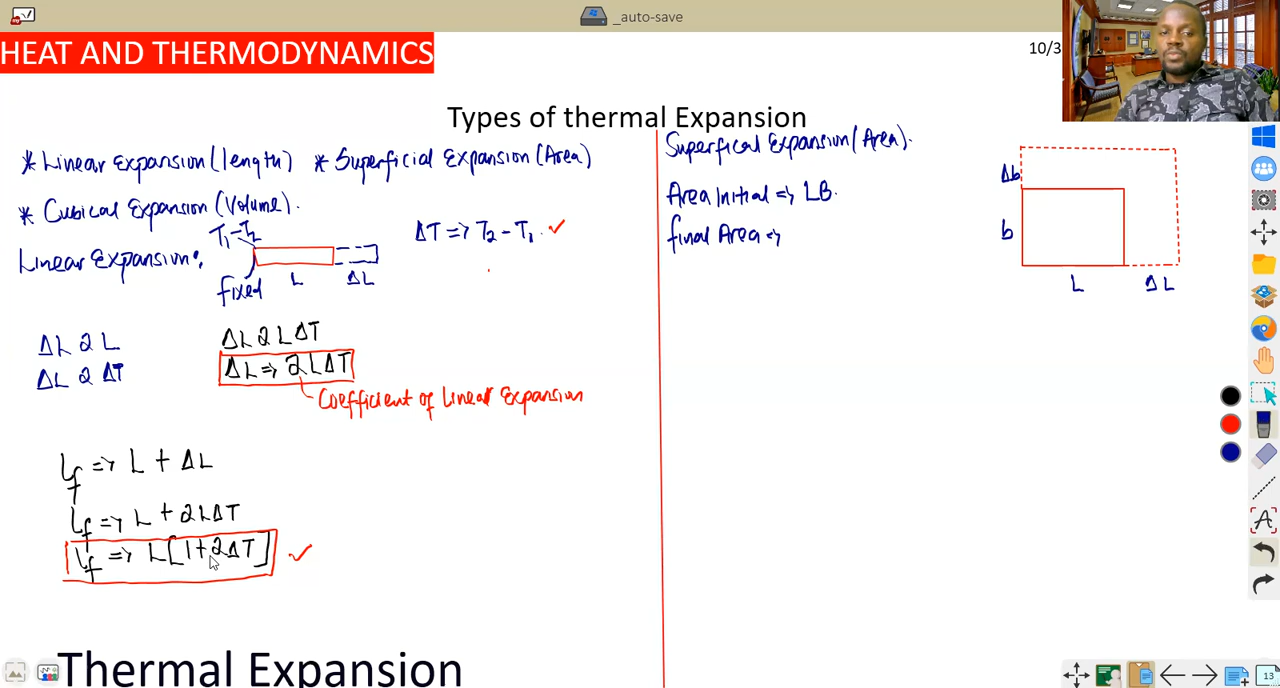 _auto-save
HEAT AND THERMODYNAMICS
10/3
Types of thermal Expansion
* Linear Expansion (length) * Superficial Expansion (Area)
* Cubical Expansion (Volume).
T₁-T₂
ΔT => T₂ - T₁.
Linear Expansion:
fixed
L
ΔL
ΔL α L
ΔL α ΔT
ΔL α LΔT
ΔL => αLΔT
Coefficient of Linear Expansion
Lf => L + ΔL
Lf => L + αLΔT
Lf => L[1+αΔT]
Superfical Expansion (Area).
Area Initial => LB.
final Area =>
Δb
b
L
ΔL
Thermal Expansion
A
13